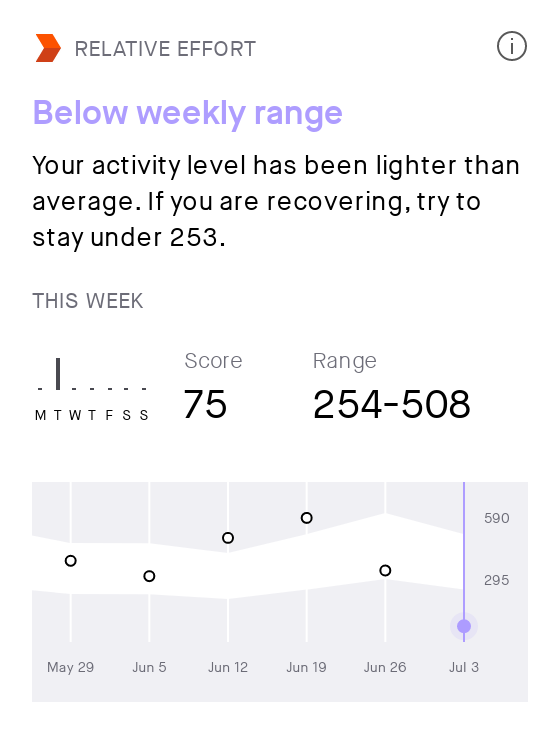 RELATIVE EFFORT
Below weekly range
Your activity level has been lighter than
average. If you are recovering, try to
stay under 253.
THIS WEEK
Score
Range
M T W T F S S
75
254-508
590
295
May 29
Jun 5
Jun 12
Jun 19
Jun 26
Jul 3